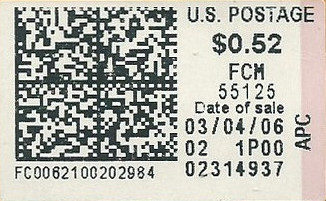 U.S. POSTAGE
$0.52
FCM
55125
Date of sale
03/04/06
02 1P00
02314937
FC0062100202984
APC